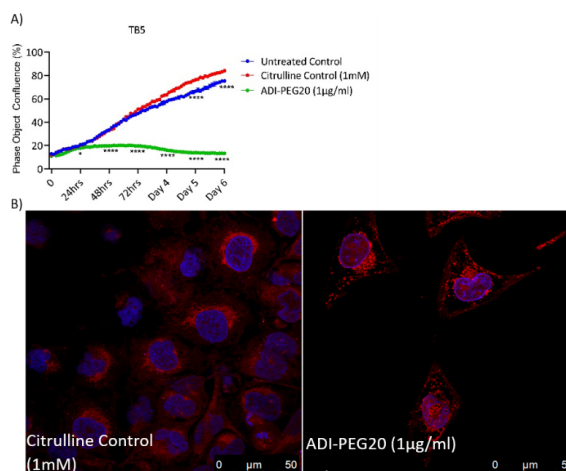 A)
TB5
Phase Object Confluence (%)
100
80
60
40
20
0
0
24hrs
48hrs
72hrs
Day 4
Day 5
Day 6
*
****
****
****
****
****
****
****
Untreated Control
Citrulline Control (1mM)
ADI-PEG20 (1µg/ml)
B)
Citrulline Control
(1mM)
0 µm 50
ADI-PEG20 (1µg/ml)
0 µm 50